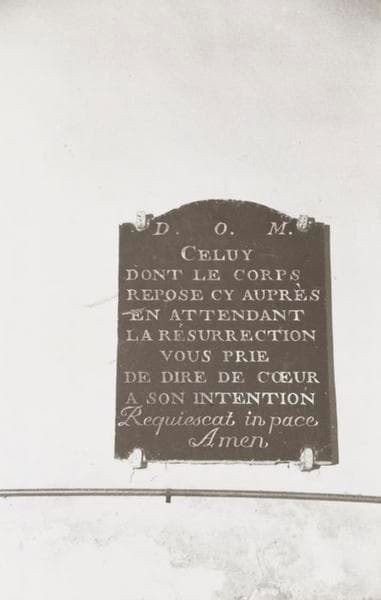 D. O. M.
CELUY
DONT LE CORPS
REPOSE CY AUPRÈS
EN ATTENDANT
LA RÉSURRECTION
VOUS PRIE
DE DIRE DE CŒUR
A SON INTENTION
Requiescat in pace
Amen